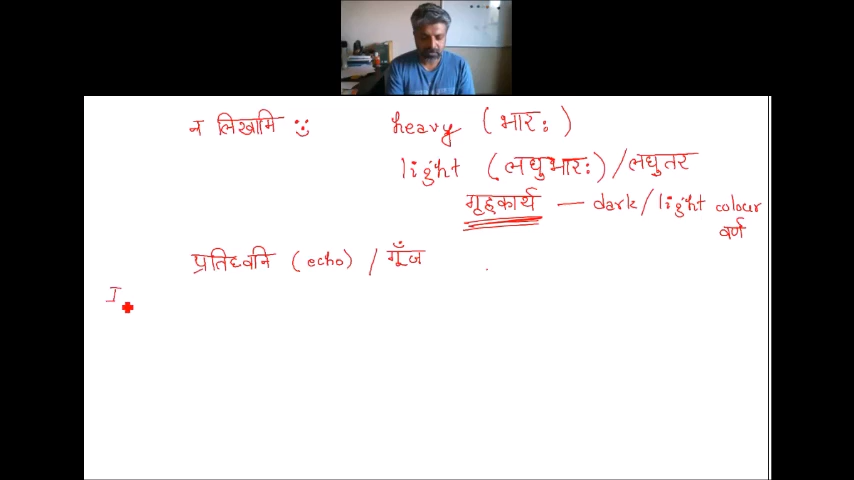 न लिखामि :) heavy (भारः)
light (लघुभारः) / लघुतर
गृहकार्य — dark / light colour
वर्ण
प्रतिध्वनि (echo) / गूँज
I